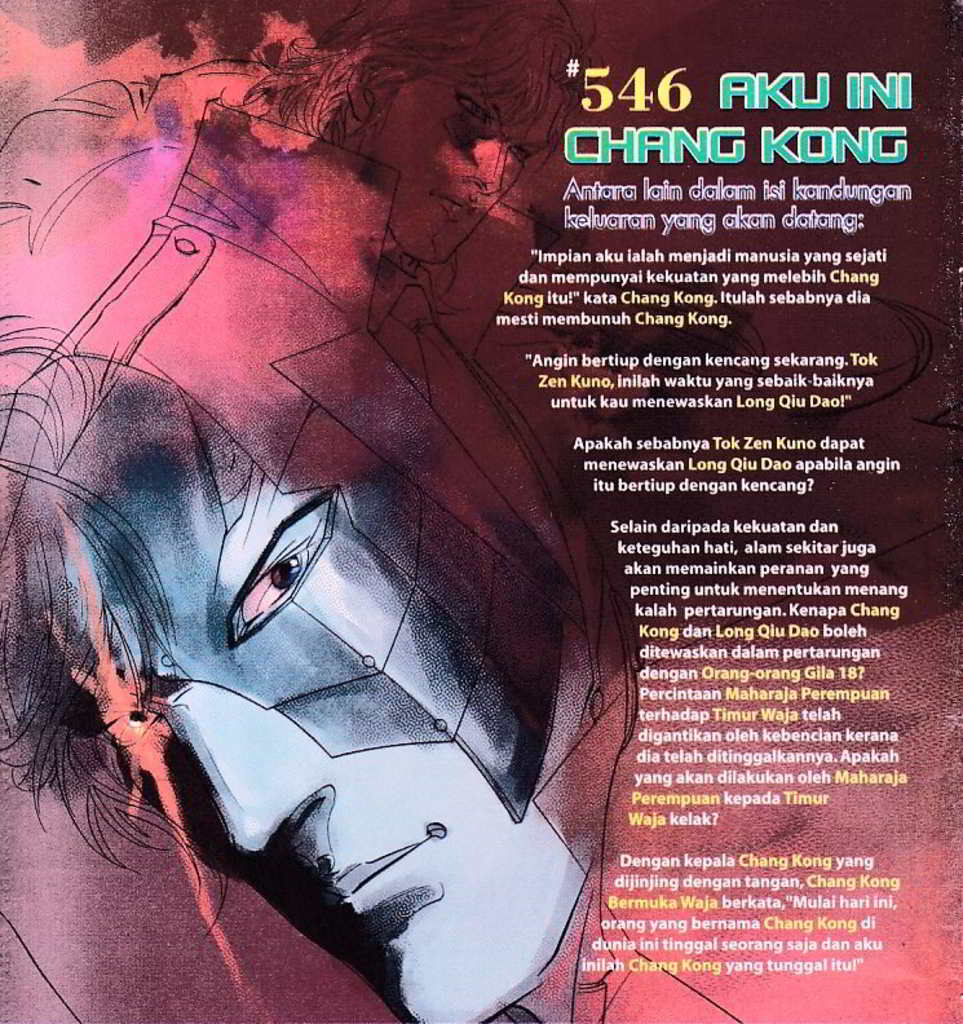 #546 AKU INI
CHANG KONG
Antara lain dalam isi kandungan
keluaran yang akan datang:
"Impian aku ialah menjadi manusia yang sejati
dan mempunyai kekuatan yang melebih Chang
Kong itu!" kata Chang Kong. Itulah sebabnya dia
mesti membunuh Chang Kong.
"Angin bertiup dengan kencang sekarang. Tok
Zen Kuno, inilah waktu yang sebaik-baiknya
untuk kau menewaskan Long Qiu Dao!"
Apakah sebabnya Tok Zen Kuno dapat
menewaskan Long Qiu Dao apabila angin
itu bertiup dengan kencang?
Selain daripada kekuatan dan
keteguhan hati, alam sekitar juga
akan memainkan peranan yang
penting untuk menentukan menang
kalah pertarungan. Kenapa Chang
Kong dan Long Qiu Dao boleh
ditewaskan dalam pertarungan
dengan Orang-orang Gila 18?
Percintaan Maharaja Perempuan
terhadap Timur Waja telah
digantikan oleh kebencian kerana
dia telah ditinggalkannya. Apakah
yang akan dilakukan oleh Maharaja
Perempuan kepada Timur
Waja kelak?
Dengan kepala Chang Kong yang
dijinjing dengan tangan, Chang Kong
Bermuka Waja berkata,"Mulai hari ini,
orang yang bernama Chang Kong di
dunia ini tinggal seorang saja dan aku
inilah Chang Kong yang tunggal itu!"